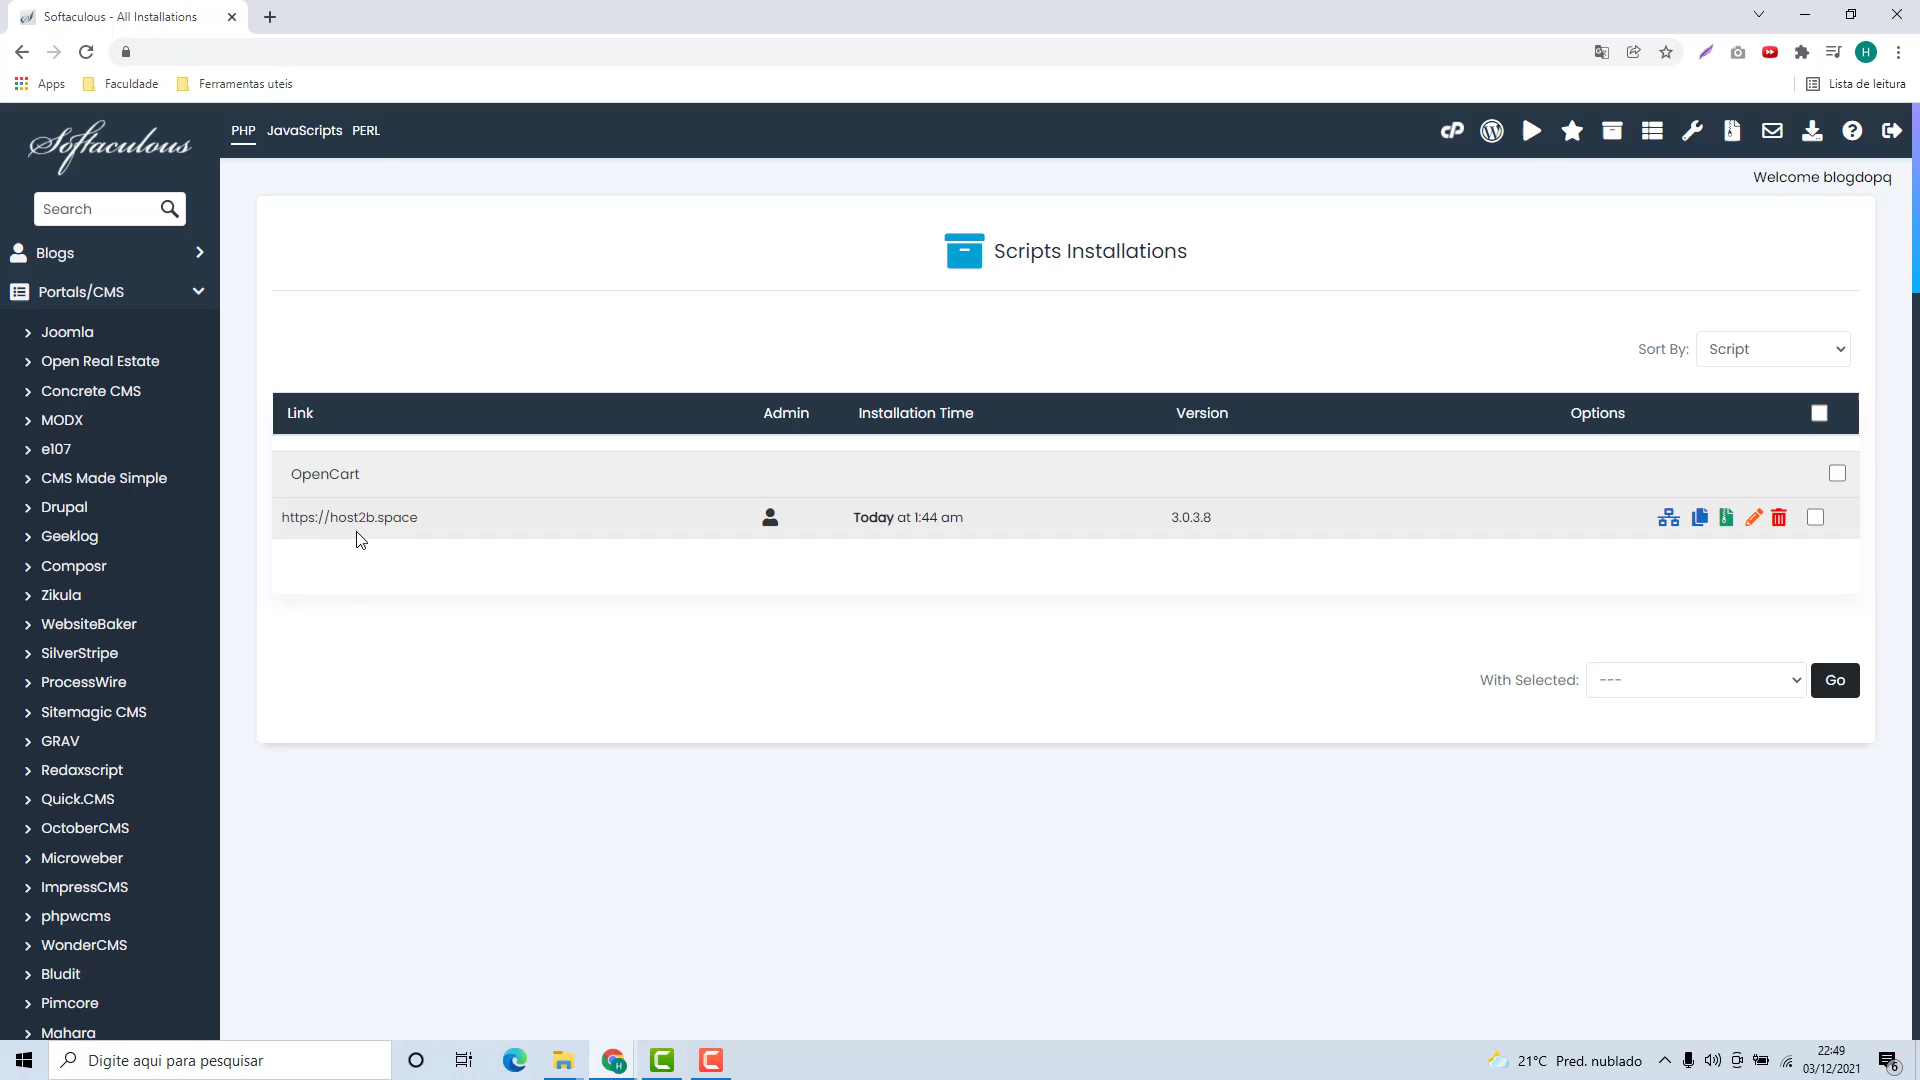 Softaculous - All Installations
Apps
Faculdade
Ferramentas uteis
Lista de leitura
H
Softaculous
PHP JavaScripts PERL
Welcome blogdopq
Search
Blogs
Portals/CMS
Joomla
Open Real Estate
Concrete CMS
MODX
e107
CMS Made Simple
Drupal
Geeklog
Composr
Zikula
WebsiteBaker
SilverStripe
ProcessWire
Sitemagic CMS
GRAV
Redaxscript
Quick.CMS
OctoberCMS
Microweber
ImpressCMS
phpwcms
WonderCMS
Bludit
Pimcore
Mahara
Scripts Installations
Sort By: Script
Link Admin Installation Time Version Options
OpenCart
https://host2b.space Today at 1:44 am 3.0.3.8
With Selected: --- Go
Digite aqui para pesquisar
21°C Pred. nublado
22:49
03/12/2021
6